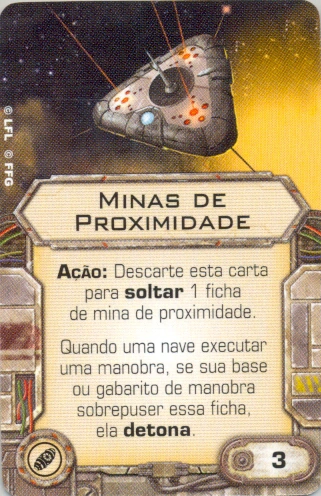 © LFL © FFG
MINAS DE
PROXIMIDADE
Ação: Descarte esta carta
para soltar 1 ficha
de mina de proximidade.
Quando uma nave executar
uma manobra, se sua base
ou gabarito de manobra
sobrepuser essa ficha,
ela detona.
3